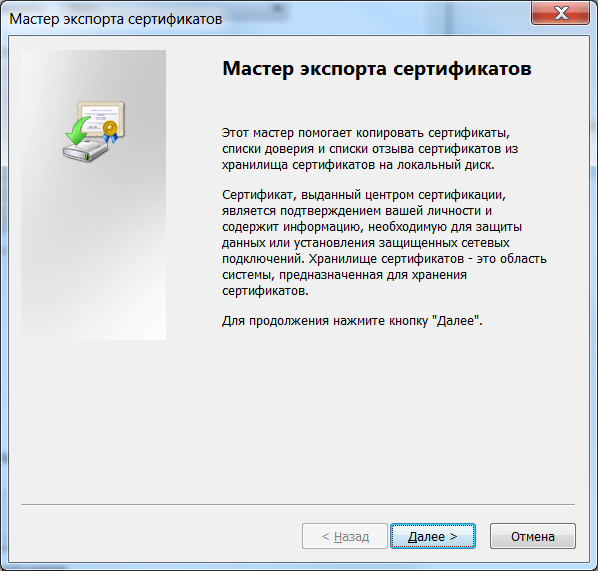 Мастер экспорта сертификатов
Мастер экспорта сертификатов
Этот мастер помогает копировать сертификаты,
списки доверия и списки отзыва сертификатов из
хранилища сертификатов на локальный диск.
Сертификат, выданный центром сертификации,
является подтверждением вашей личности и
содержит информацию, необходимую для защиты
данных или установления защищенных сетевых
подключений. Хранилище сертификатов - это область
системы, предназначенная для хранения
сертификатов.
Для продолжения нажмите кнопку "Далее".
< Назад
Далее >
Отмена